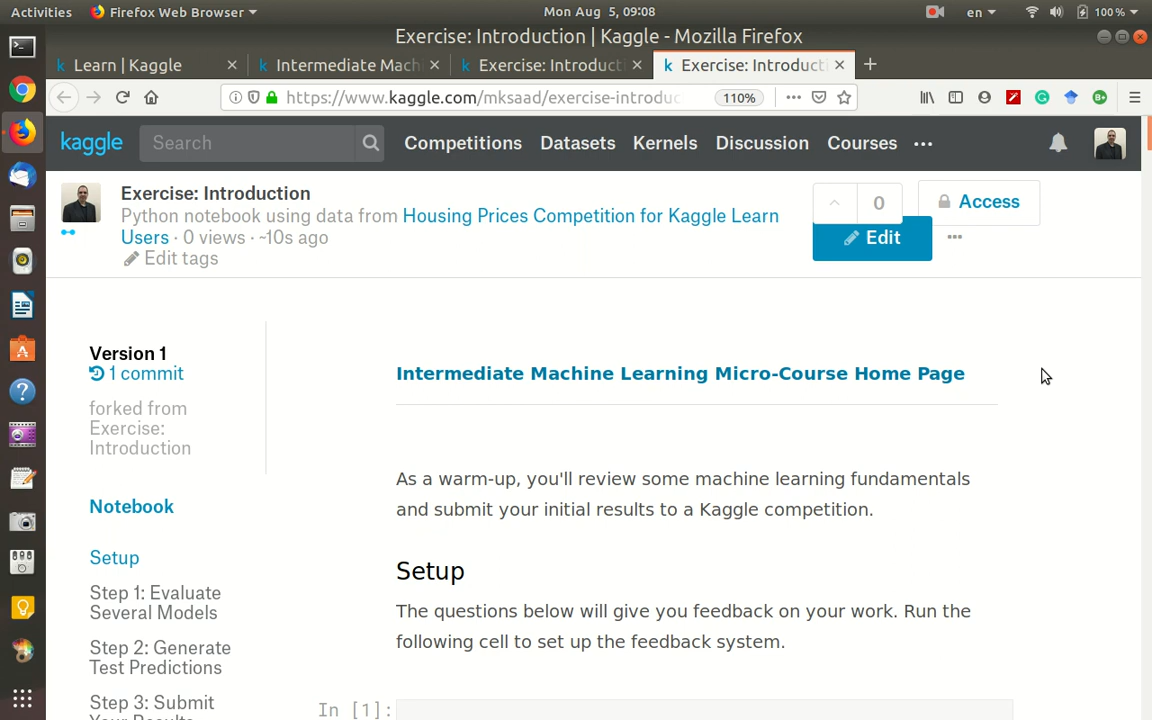 Activities Firefox Web Browser Mon Aug 5, 09:08 en 100%
Exercise: Introduction | Kaggle - Mozilla Firefox
k Learn | Kaggle × k Intermediate Mach × k Exercise: Introducti × k Exercise: Introducti × +
https://www.kaggle.com/mksaad/exercise-introduc 110%
kaggle Search Competitions Datasets Kernels Discussion Courses
Exercise: Introduction
Python notebook using data from Housing Prices Competition for Kaggle Learn
Users · 0 views · ~10s ago
Edit tags
0
Access
Edit
Version 1
1 commit
forked from
Exercise:
Introduction
Notebook
Setup
Step 1: Evaluate
Several Models
Step 2: Generate
Test Predictions
Step 3: Submit
Your Results
Intermediate Machine Learning Micro-Course Home Page
As a warm-up, you'll review some machine learning fundamentals
and submit your initial results to a Kaggle competition.
Setup
The questions below will give you feedback on your work. Run the
following cell to set up the feedback system.
In [1]: